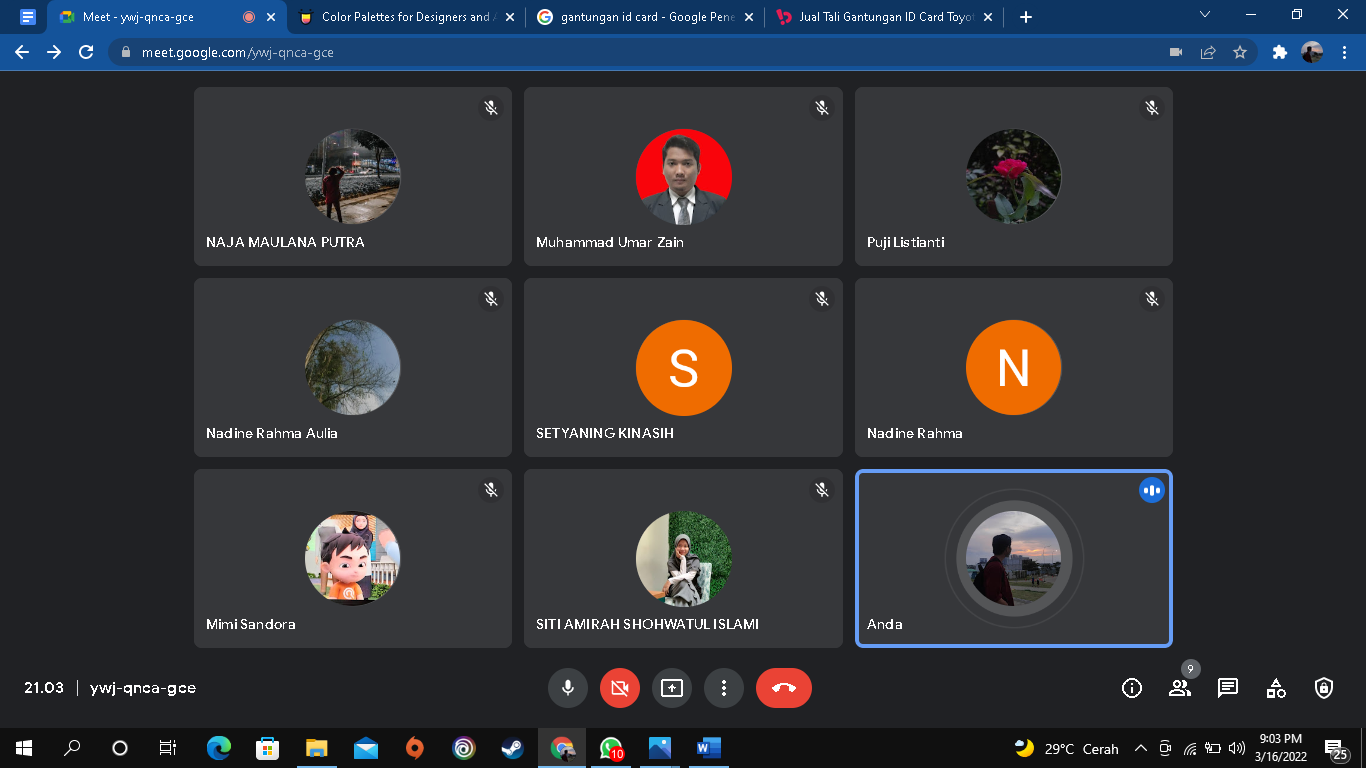 Meet - ywj-qnca-gce
Color Palettes for Designers and A
gantungan id card - Google Pene
Jual Tali Gantungan ID Card Toyot
meet.google.com/ywj-qnca-gce
NAJA MAULANA PUTRA
Muhammad Umar Zain
Puji Listianti
Nadine Rahma Aulia
S
SETYANING KINASIH
N
Nadine Rahma
Mimi Sandora
SITI AMIRAH SHOHWATUL ISLAMI
Anda
21.03
ywj-qnca-gce
9
10
W
29°C Cerah
9:03 PM
3/16/2022
25